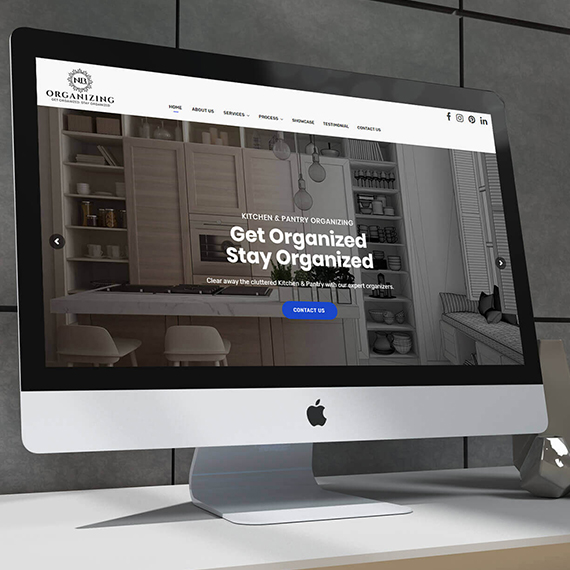 NB
ORGANIZING
GET ORGANIZED. STAY ORGANIZED
HOME
ABOUT US
SERVICES
PROCESS
SHOWCASE
TESTIMONIAL
CONTACT US
KITCHEN & PANTRY ORGANIZING
Get Organized
Stay Organized
Clear away the cluttered Kitchen & Pantry with our expert organizers.
CONTACT US